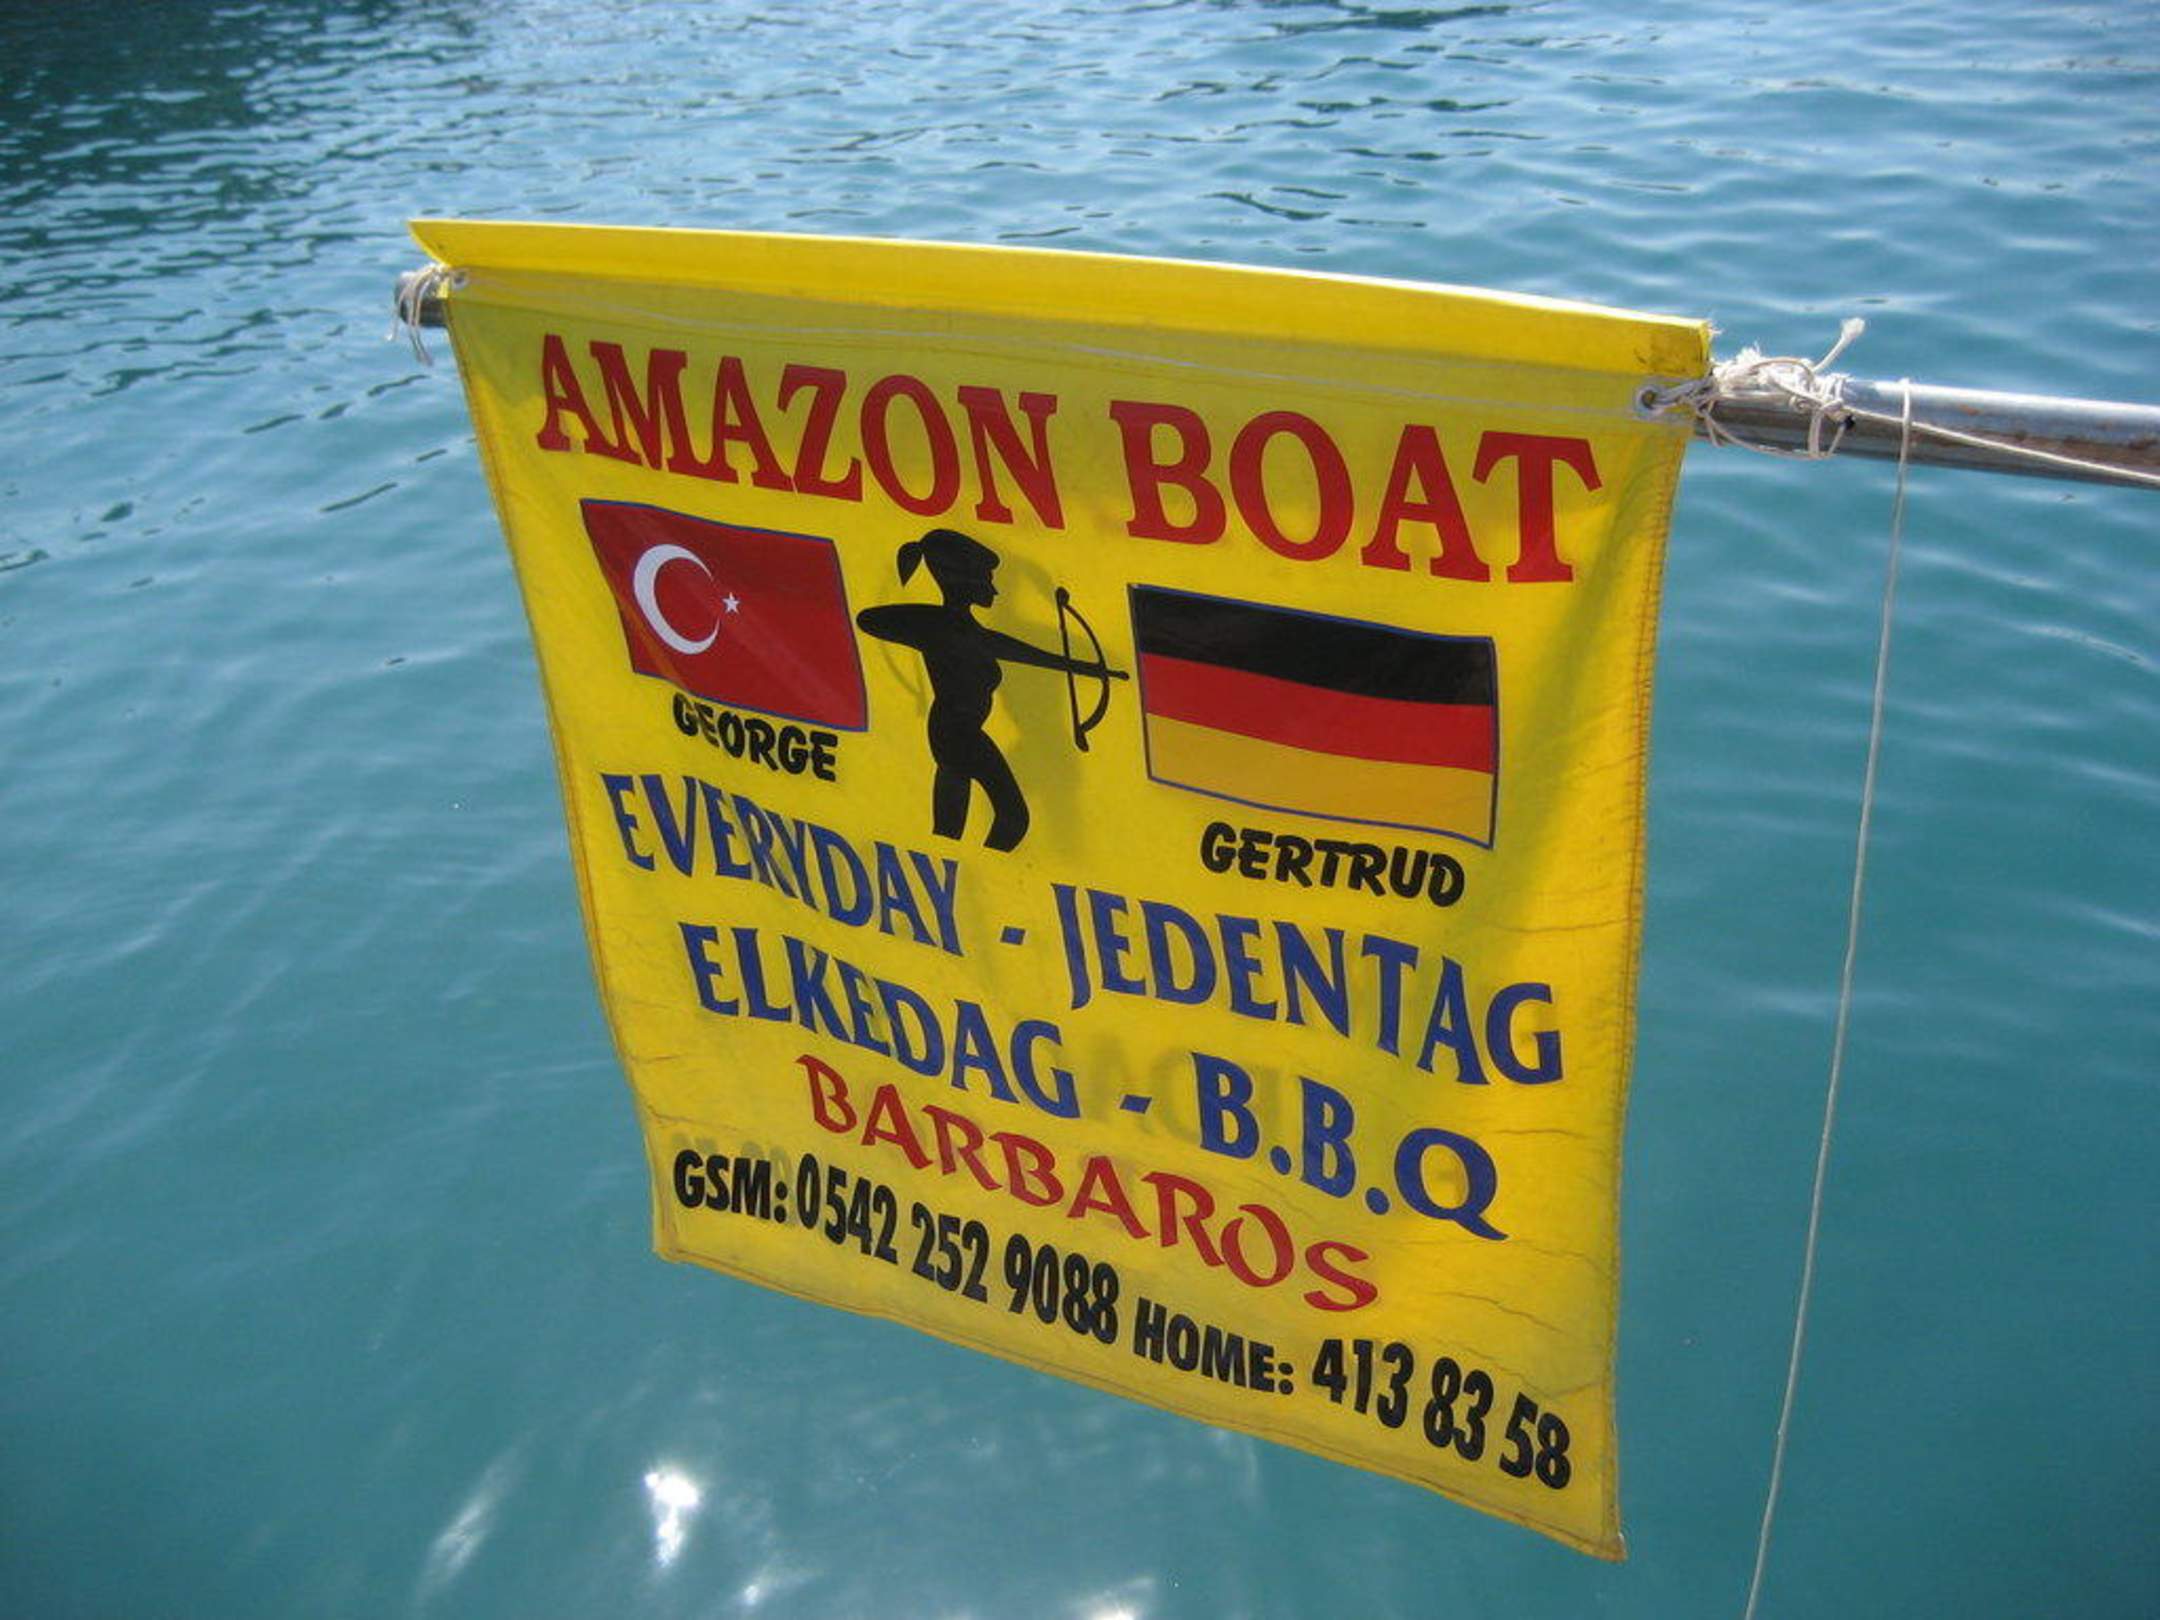 AMAZON BOAT
GEORGE
GERTRUD
EVERYDAY - JEDENTAG
ELKEDAG - B.B.Q
BARBAROS
GSM: 0542 252 9088 HOME: 413 83 58